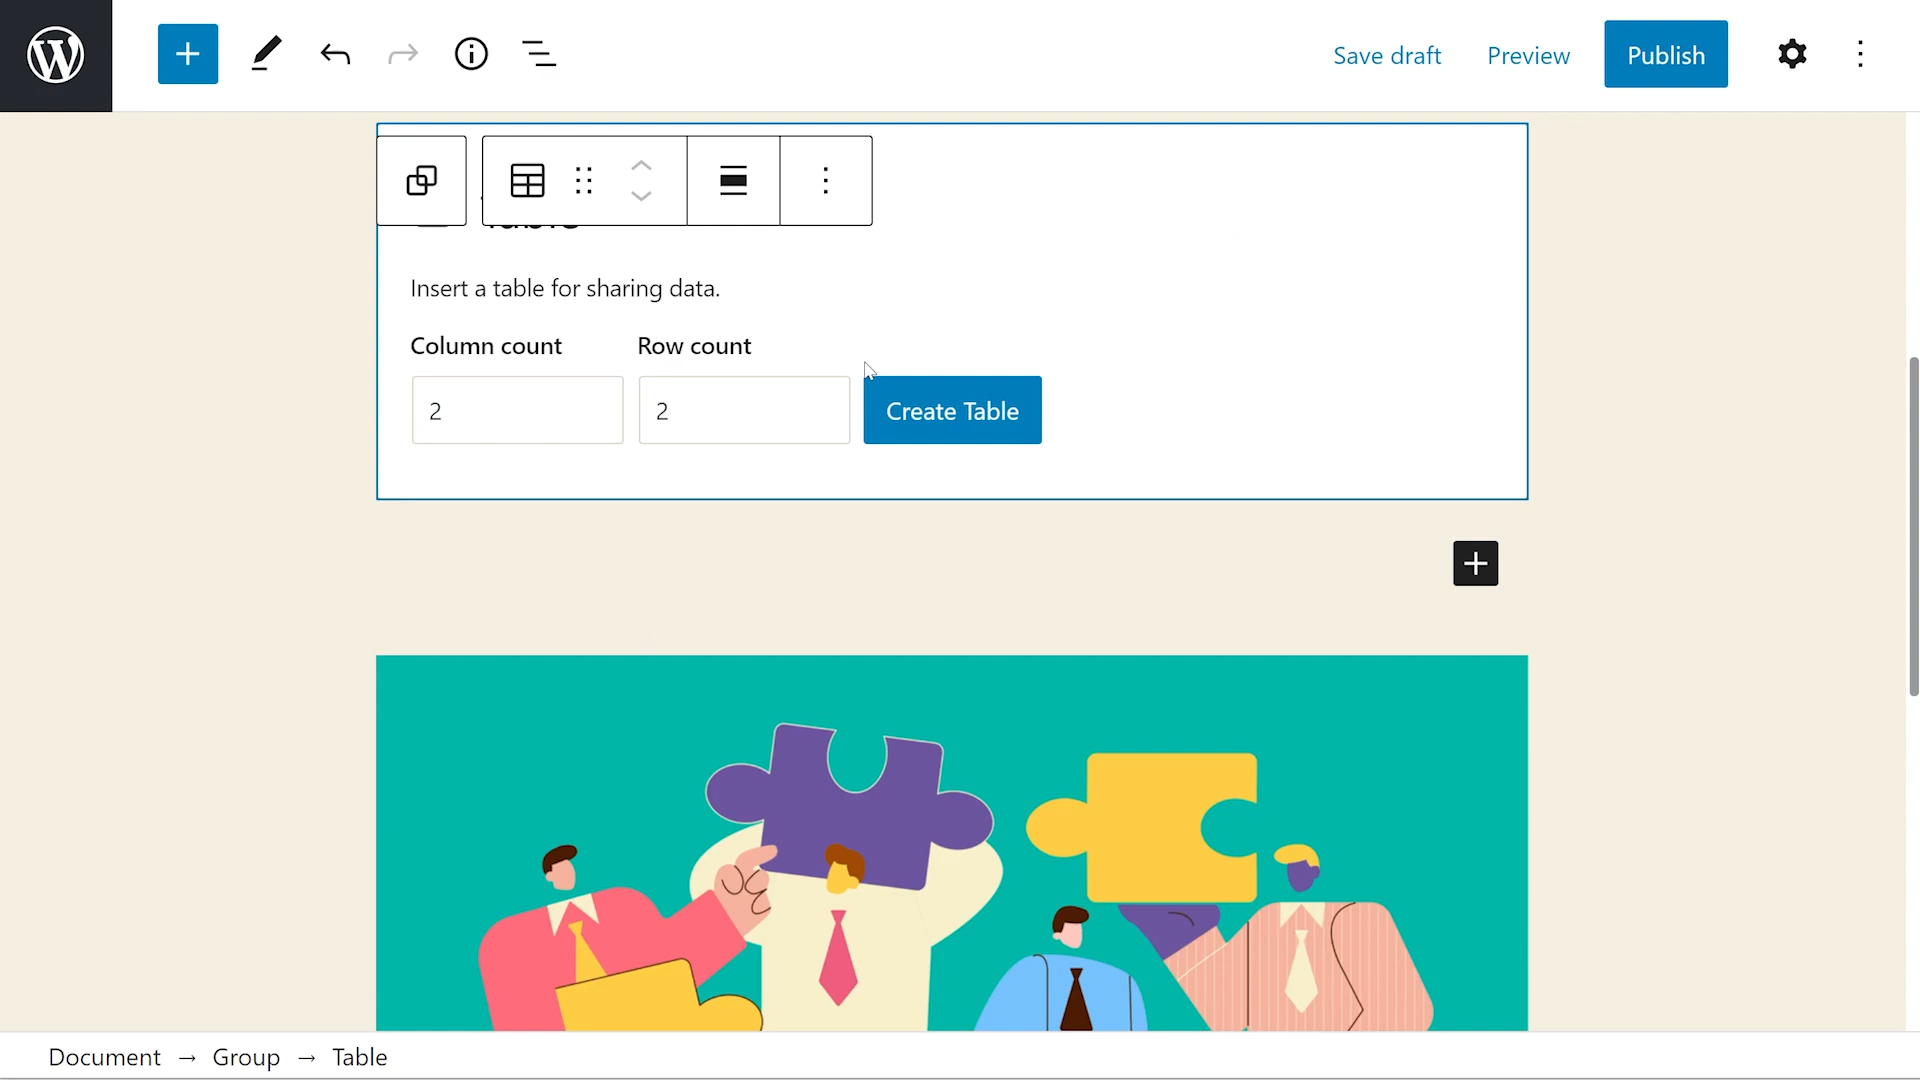 Save draft
Preview
Publish
Insert a table for sharing data.
Column count
Row count
2
2
Create Table
Document → Group → Table